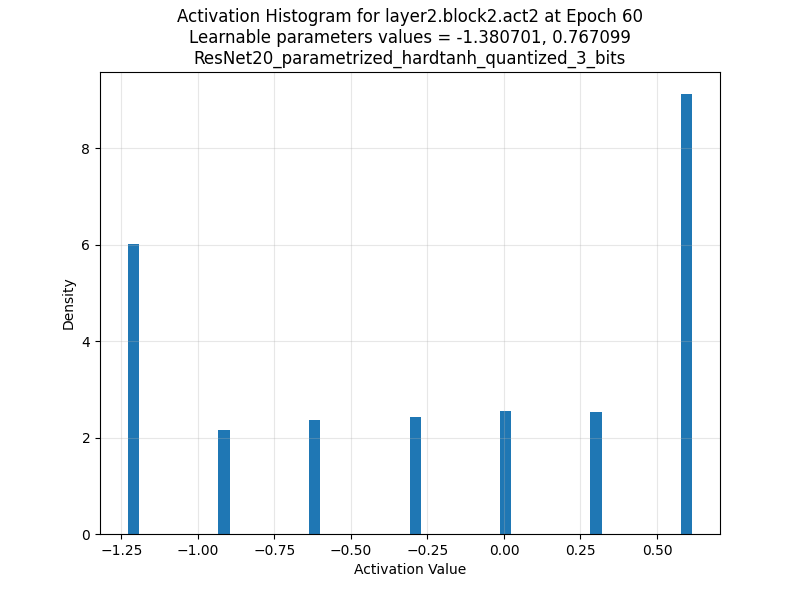 Activation Histogram for layer2.block2.act2 at Epoch 60
Learnable parameters values = -1.380701, 0.767099
ResNet20_parametrized_hardtanh_quantized_3_bits
8
6
4
2
0
Density
−1.25 −1.00 −0.75 −0.50 −0.25 0.00 0.25 0.50
Activation Value